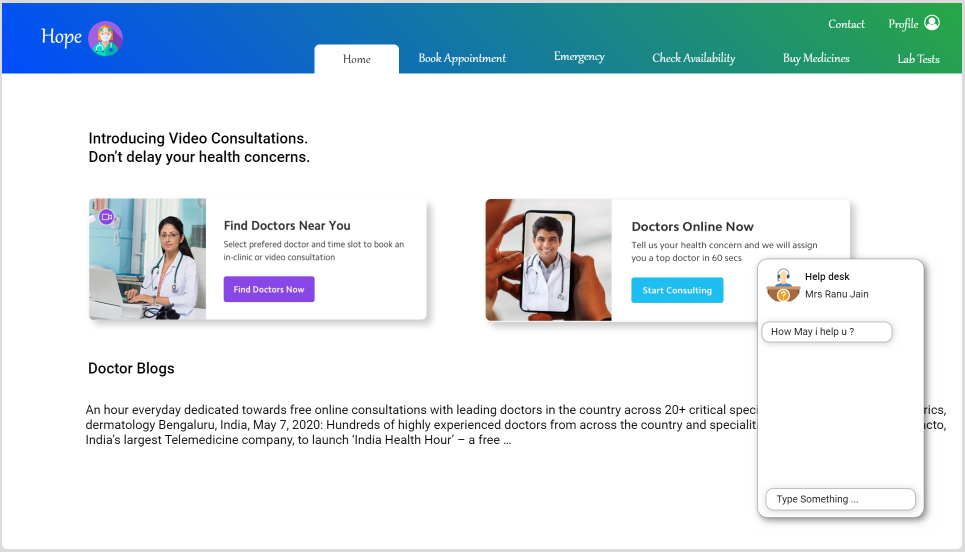 Hope
Contact
Profile
Home
Book Appointment
Emergency
Check Availability
Buy Medicines
Lab Tests
Introducing Video Consultations.
Don't delay your health concerns.
Find Doctors Near You
Select prefered doctor and time slot to book an
in-clinic or video consultation
Find Doctors Now
Doctors Online Now
Tell us your health concern and we will assign
you a top doctor in 60 secs
Start Consulting
Help desk
Mrs Ranu Jain
How May i help u ?
Type Something ...
Doctor Blogs
An hour everyday dedicated towards free online consultations with leading doctors in the country across 20+ critical
dermatology Bengaluru, India, May 7, 2020: Hundreds of highly experienced doctors from across the country and
India's largest Telemedicine company, to launch 'India Health Hour' – a free ...